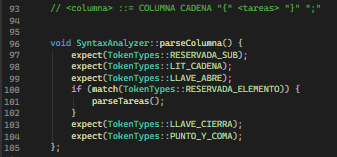 93 // <columna> ::= COLUMNA CADENA "{" <tareas> "}" ";"
94
95
96 void SyntaxAnalyzer::parseColumna() {
97 expect(TokenTypes::RESERVADA_SUB);
98 expect(TokenTypes::LIT_CADENA);
99 expect(TokenTypes::LLAVE_ABRE);
100 if (match(TokenTypes::RESERVADA_ELEMENTO)) {
101 parseTareas();
102 }
103 expect(TokenTypes::LLAVE_CIERRA);
104 expect(TokenTypes::PUNTO_Y_COMA);
105 };